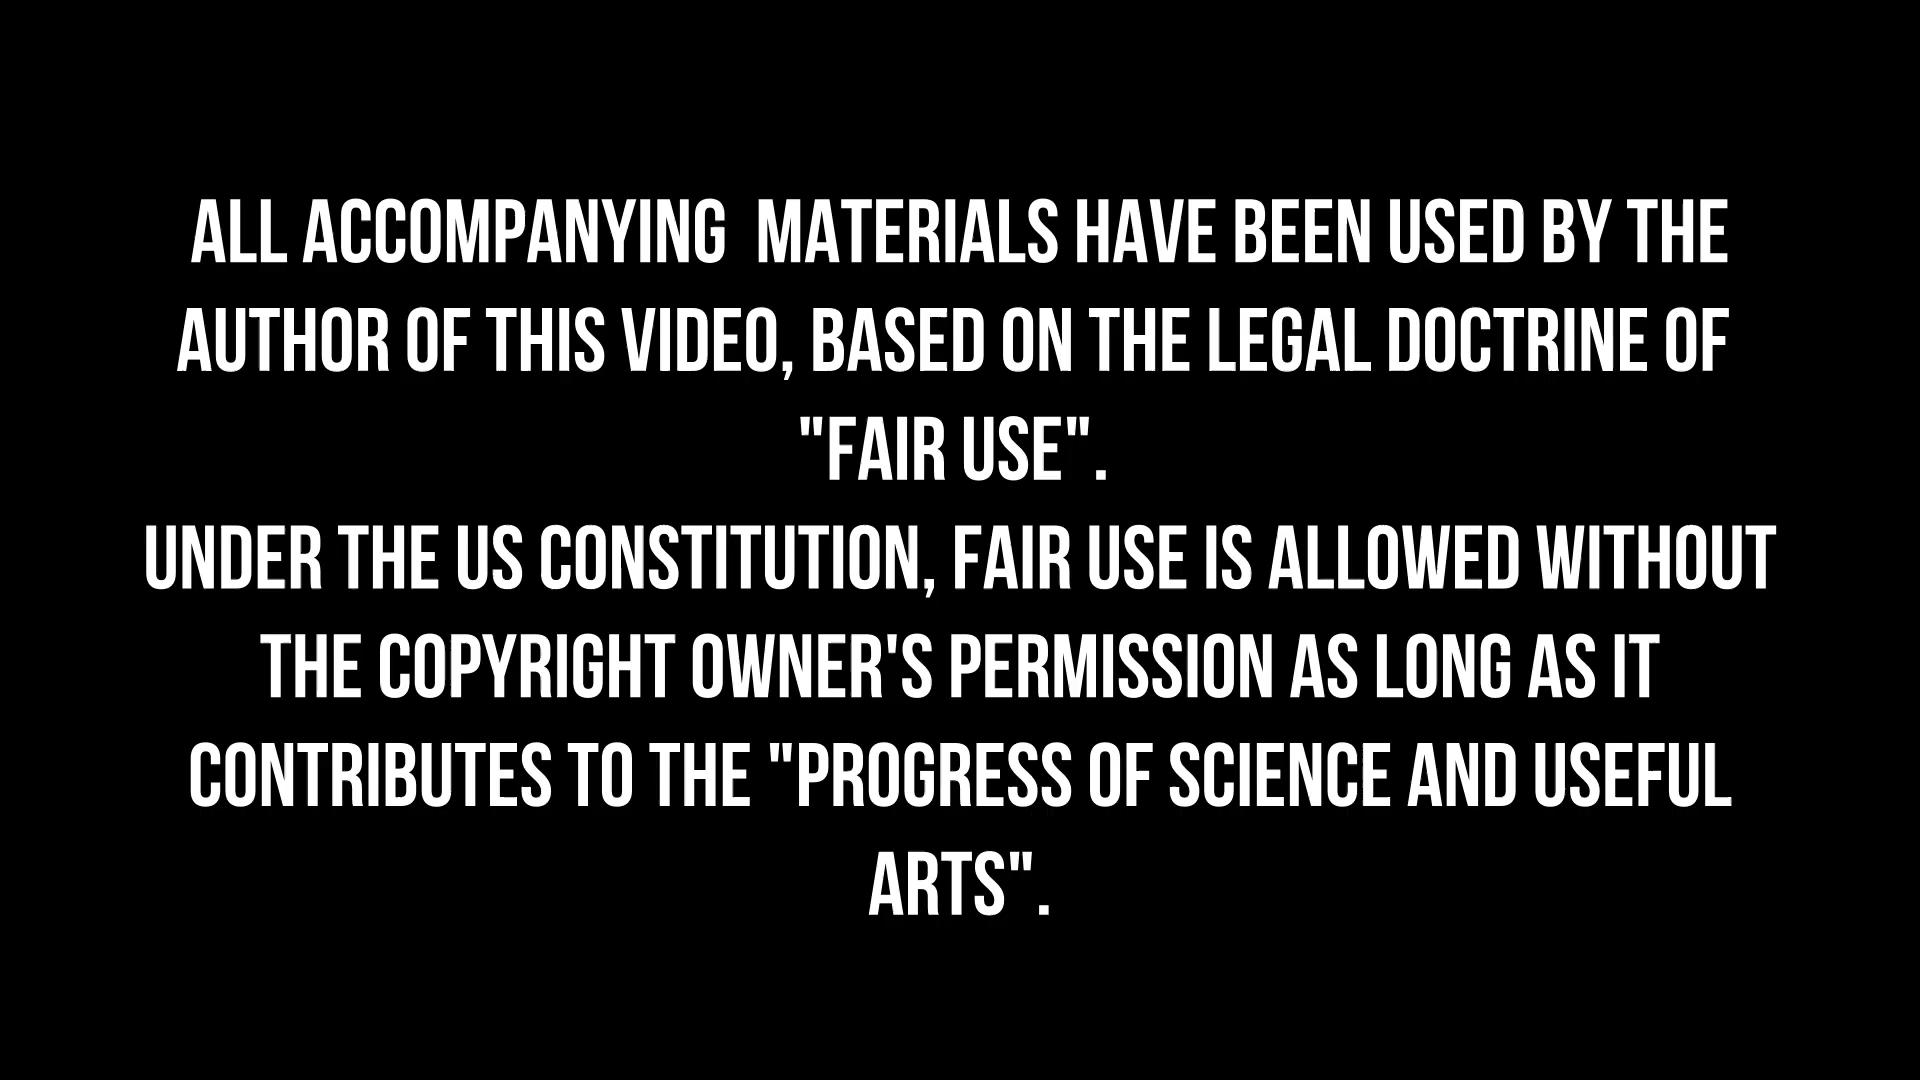 ALL ACCOMPANYING  MATERIALS HAVE BEEN USED BY THE
AUTHOR OF THIS VIDEO, BASED ON THE LEGAL DOCTRINE OF
"FAIR USE".
UNDER THE US CONSTITUTION, FAIR USE IS ALLOWED WITHOUT
THE COPYRIGHT OWNER'S PERMISSION AS LONG AS IT
CONTRIBUTES TO THE "PROGRESS OF SCIENCE AND USEFUL
ARTS".